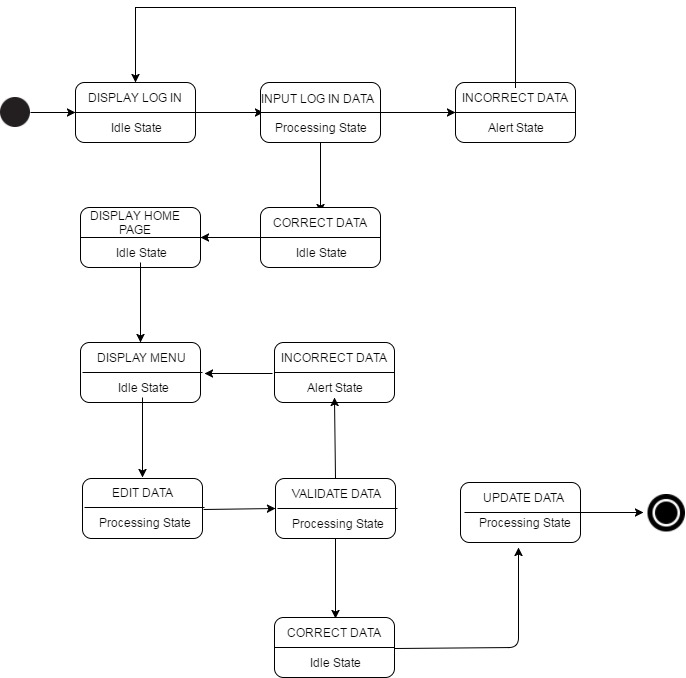 DISPLAY LOG IN
Idle State
INPUT LOG IN DATA
Processing State
INCORRECT DATA
Alert State
DISPLAY HOME
PAGE
Idle State
CORRECT DATA
Idle State
DISPLAY MENU
Idle State
INCORRECT DATA
Alert State
EDIT DATA
Processing State
VALIDATE DATA
Processing State
UPDATE DATA
Processing State
CORRECT DATA
Idle State